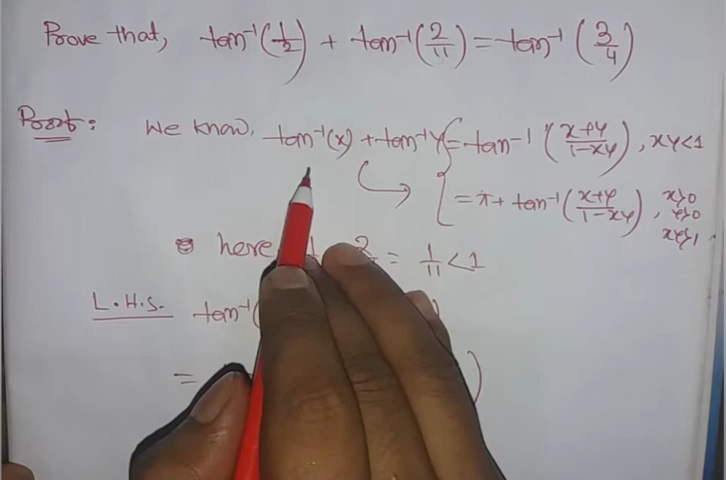 Prove that, tan⁻¹(1/2) + tan⁻¹(2/11) = tan⁻¹(3/4)
Proof: We know, tan⁻¹(x) + tan⁻¹y = tan⁻¹((x+y)/(1-xy)), xy<1
= π + tan⁻¹((x+y)/(1-xy)), x>0 y>0 xy>1
here = 1/11 < 1
L.H.S. tan⁻¹(
=